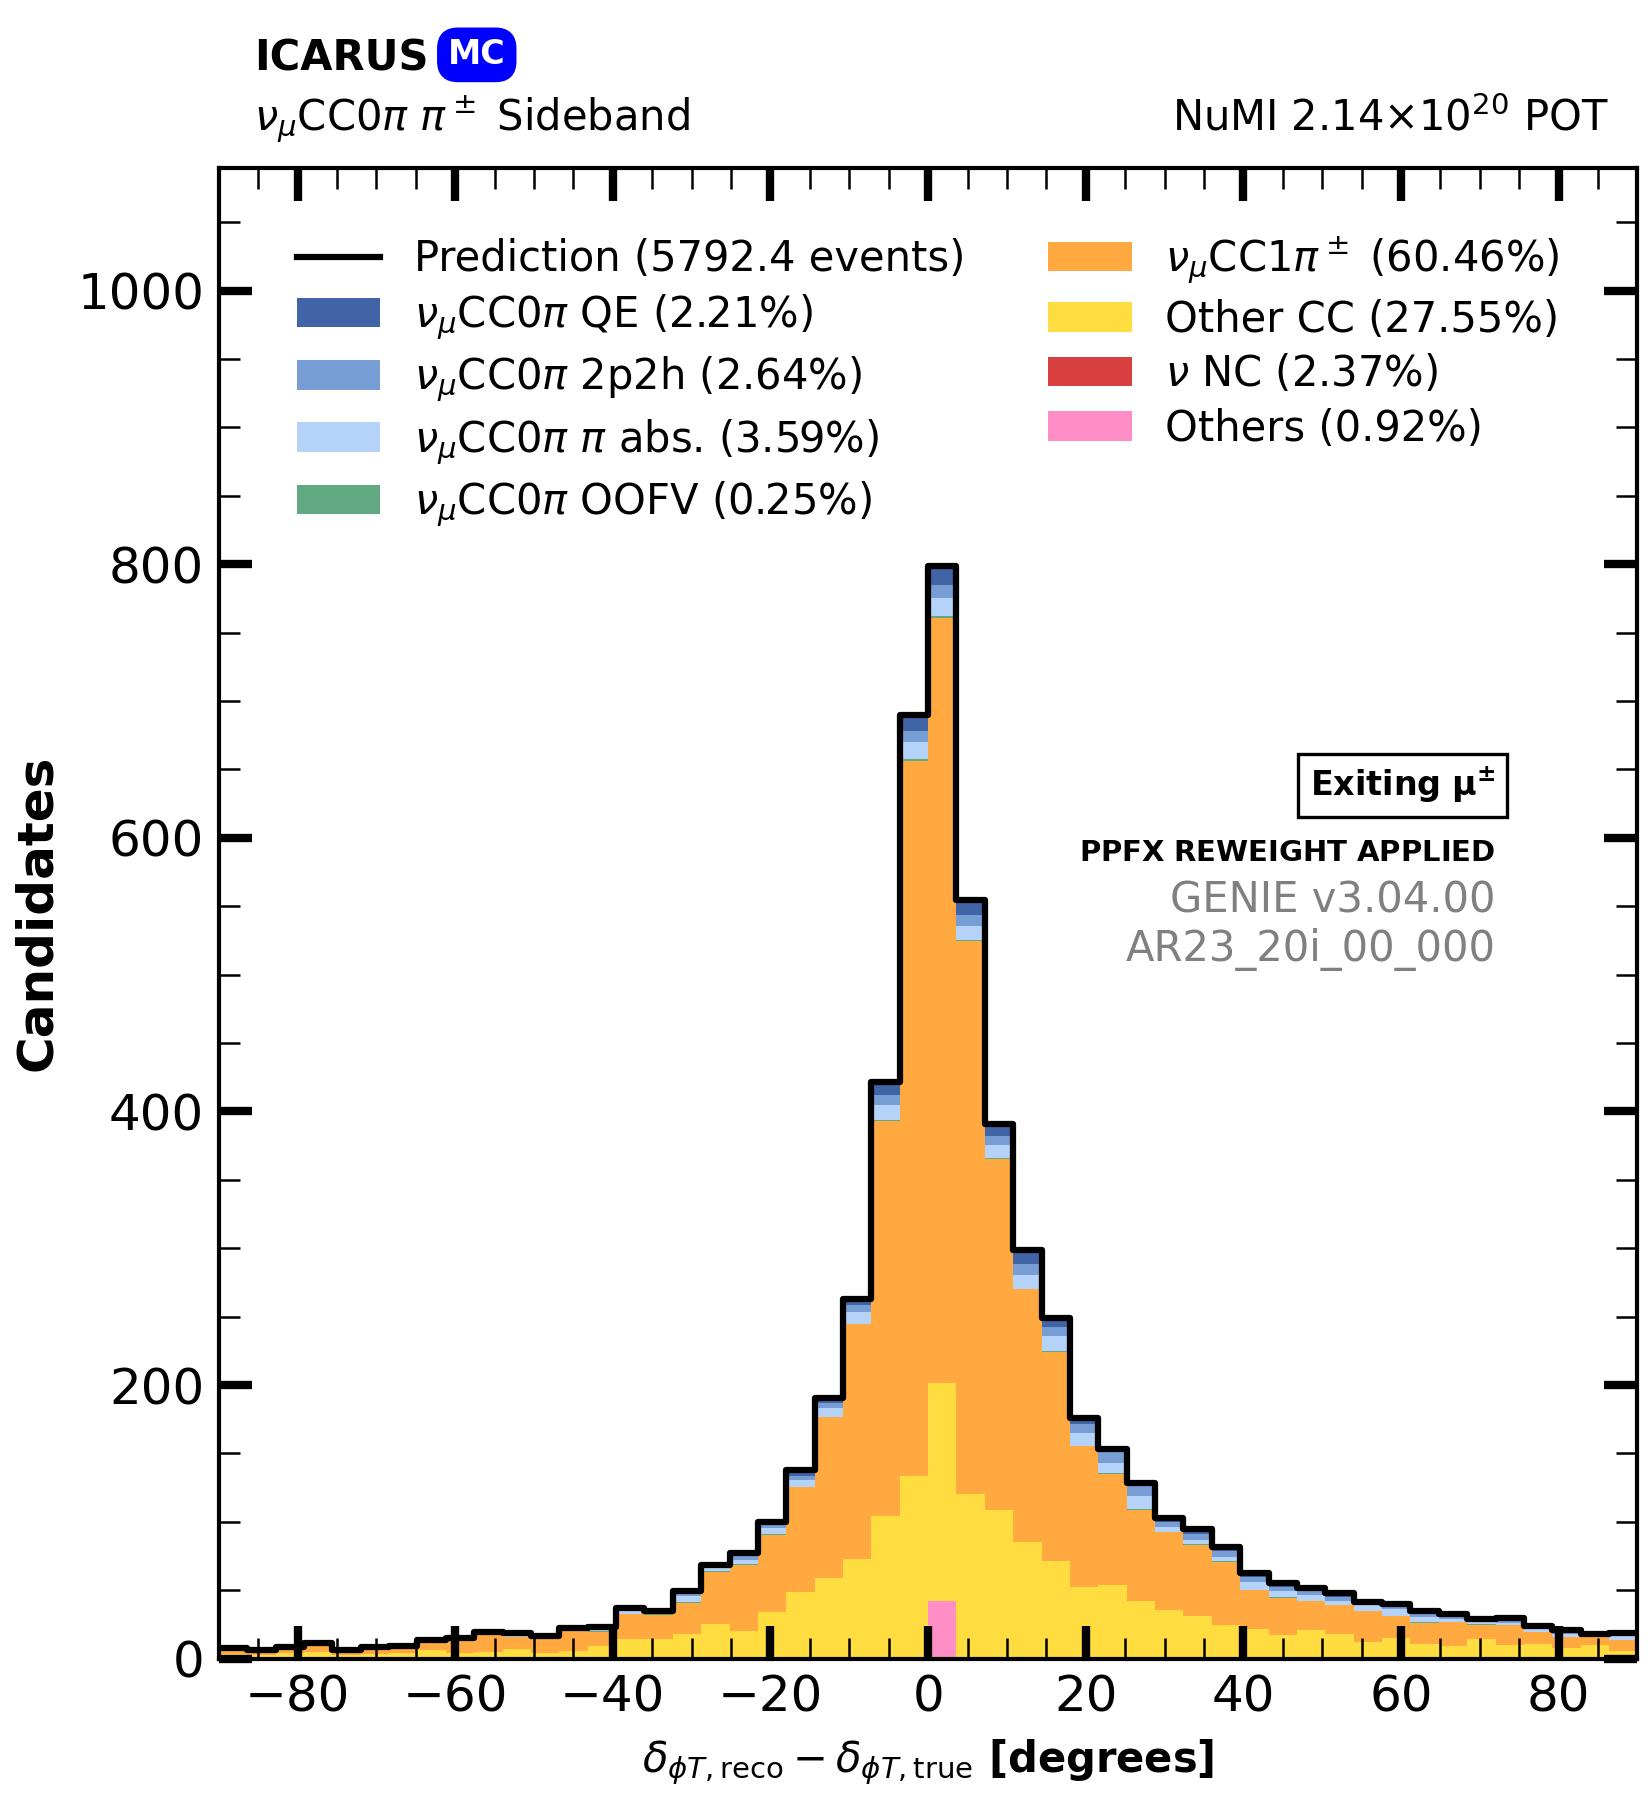 ICARUS MC
νμCC0π π± Sideband
NuMI 2.14×10²⁰ POT
Prediction (5792.4 events)
νμCC0π QE (2.21%)
νμCC0π 2p2h (2.64%)
νμCC0π π abs. (3.59%)
νμCC0π OOFV (0.25%)
νμCC1π± (60.46%)
Other CC (27.55%)
ν NC (2.37%)
Others (0.92%)
Exiting μ±
PPFX REWEIGHT APPLIED
GENIE v3.04.00
AR23_20i_00_000
Candidates
1000
800
600
400
200
0
−80 −60 −40 −20 0 20 40 60 80
δϕT, reco − δϕT, true [degrees]